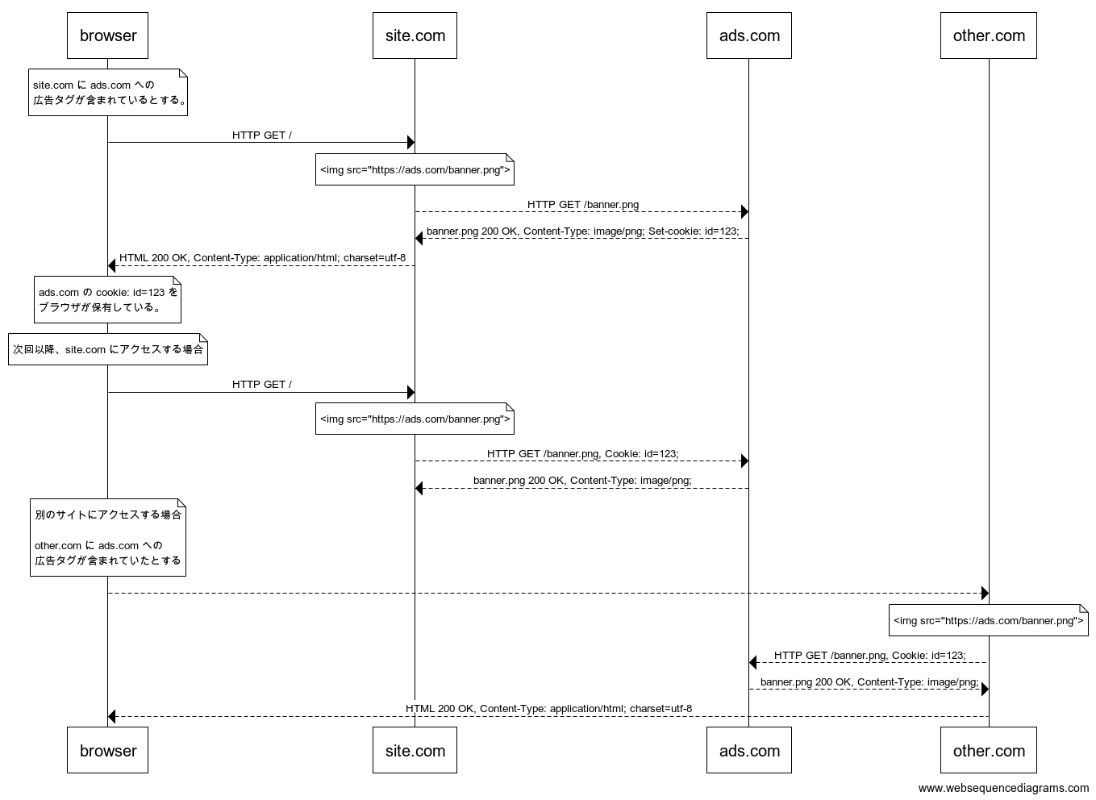 browser
site.com
ads.com
other.com
site.com に ads.com への
広告タグが含まれているとする。
HTTP GET /
<img src="https://ads.com/banner.png">
HTTP GET /banner.png
banner.png 200 OK, Content-Type: image/png; Set-cookie: id=123;
HTML 200 OK, Content-Type: application/html; charset=utf-8
ads.com の cookie: id=123 を
ブラウザが保有している。
次回以降、site.com にアクセスする場合
HTTP GET /
<img src="https://ads.com/banner.png">
HTTP GET /banner.png, Cookie: id=123;
banner.png 200 OK, Content-Type: image/png;
別のサイトにアクセスする場合
other.com に ads.com への
広告タグが含まれていたとする
<img src="https://ads.com/banner.png">
HTTP GET /banner.png, Cookie: id=123;
banner.png 200 OK, Content-Type: image/png;
HTML 200 OK, Content-Type: application/html; charset=utf-8
browser
site.com
ads.com
other.com
www.websequencediagrams.com